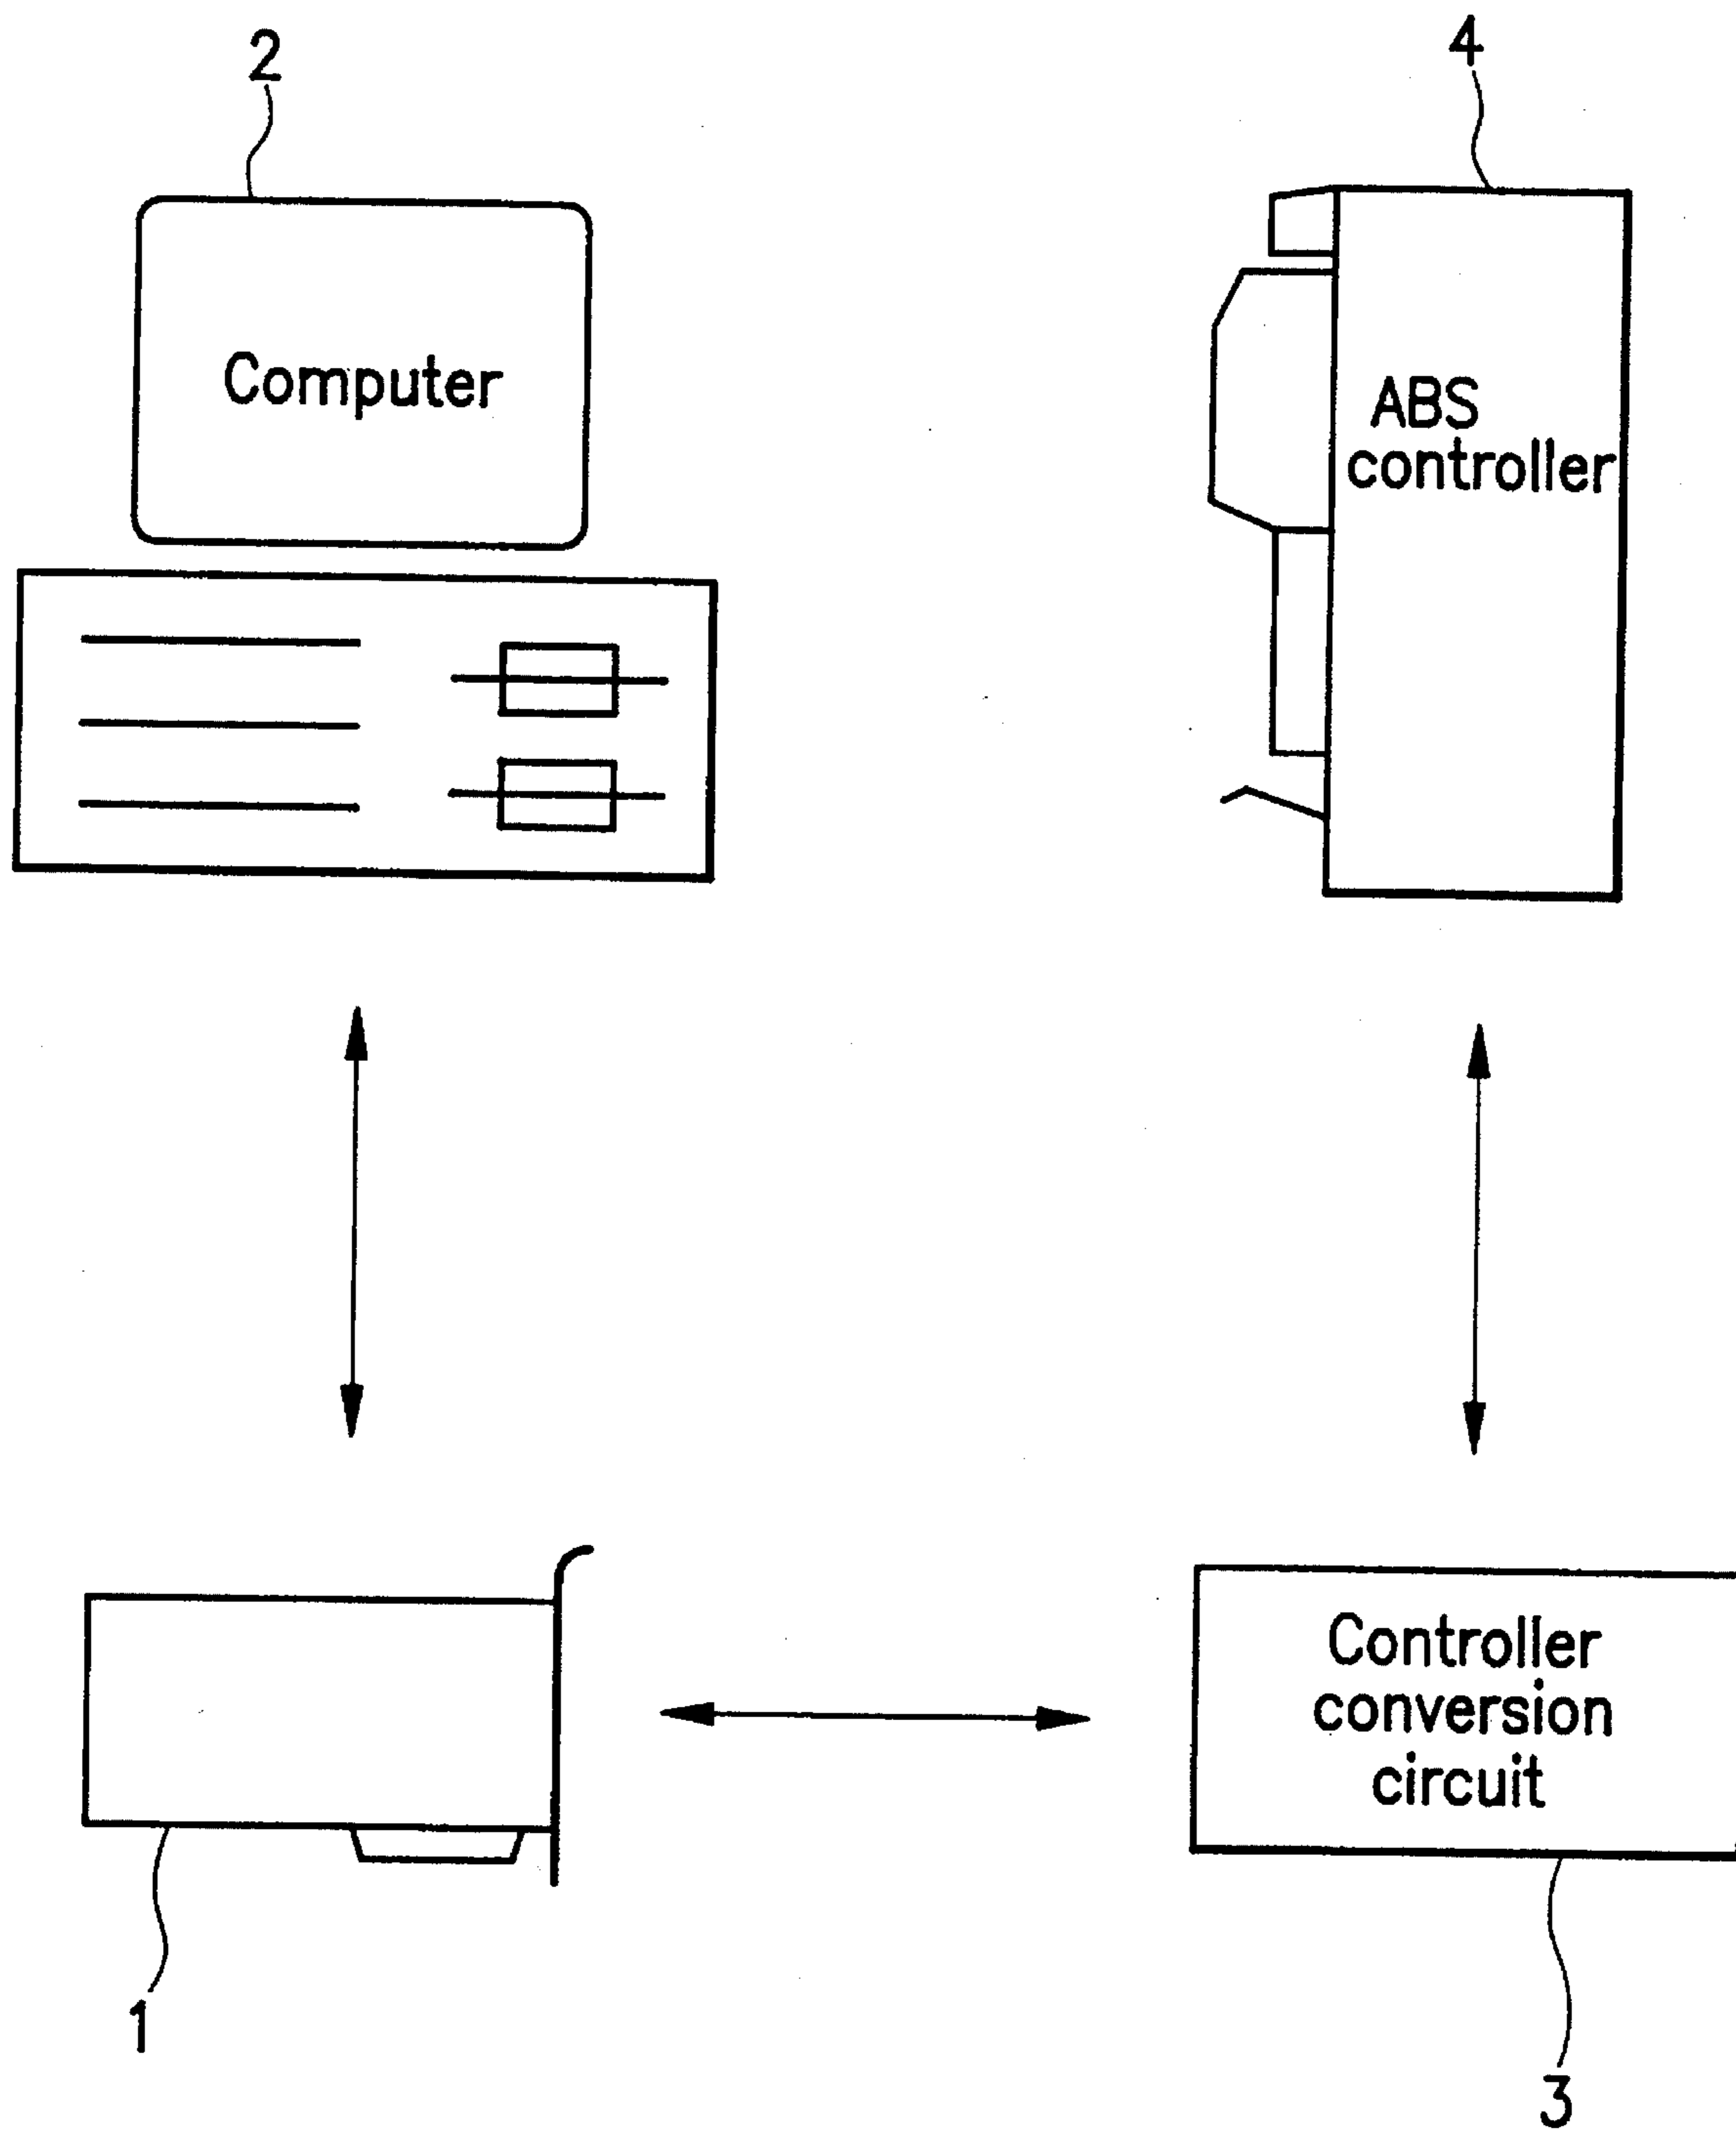 2
4
Computer
ABS
controller
Controller
conversion
circuit
1
3